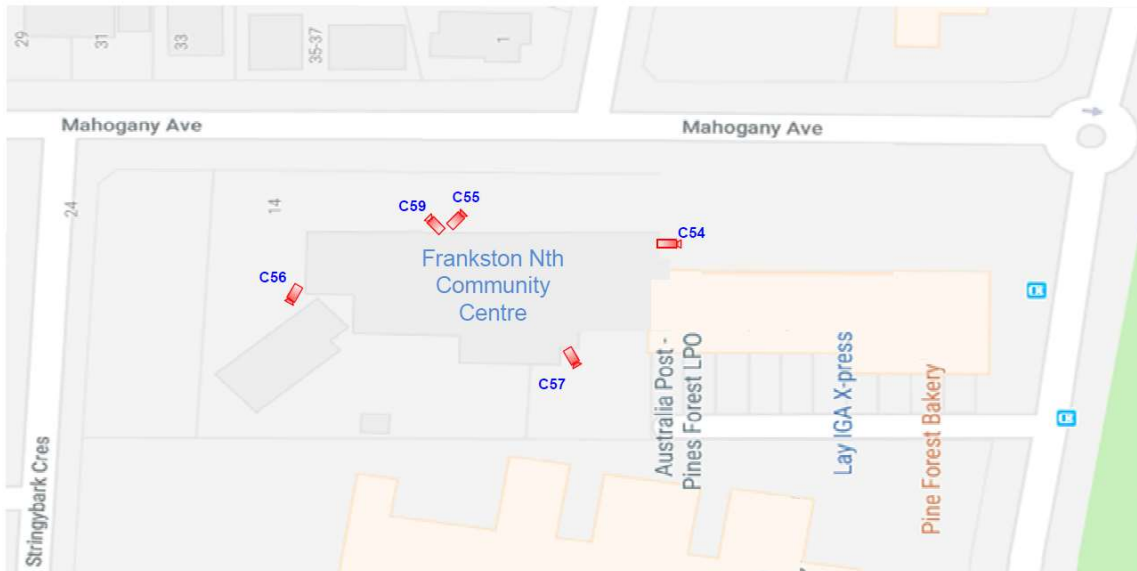 29
31
33
35-37
1
Mahogany Ave
Mahogany Ave
24
14
C59
C55
C54
C56
C57
Frankston Nth
Community
Centre
Australia Post -
Pines Forest LPO
Lay IGA X-press
Pine Forest Bakery
Stringybark Cres